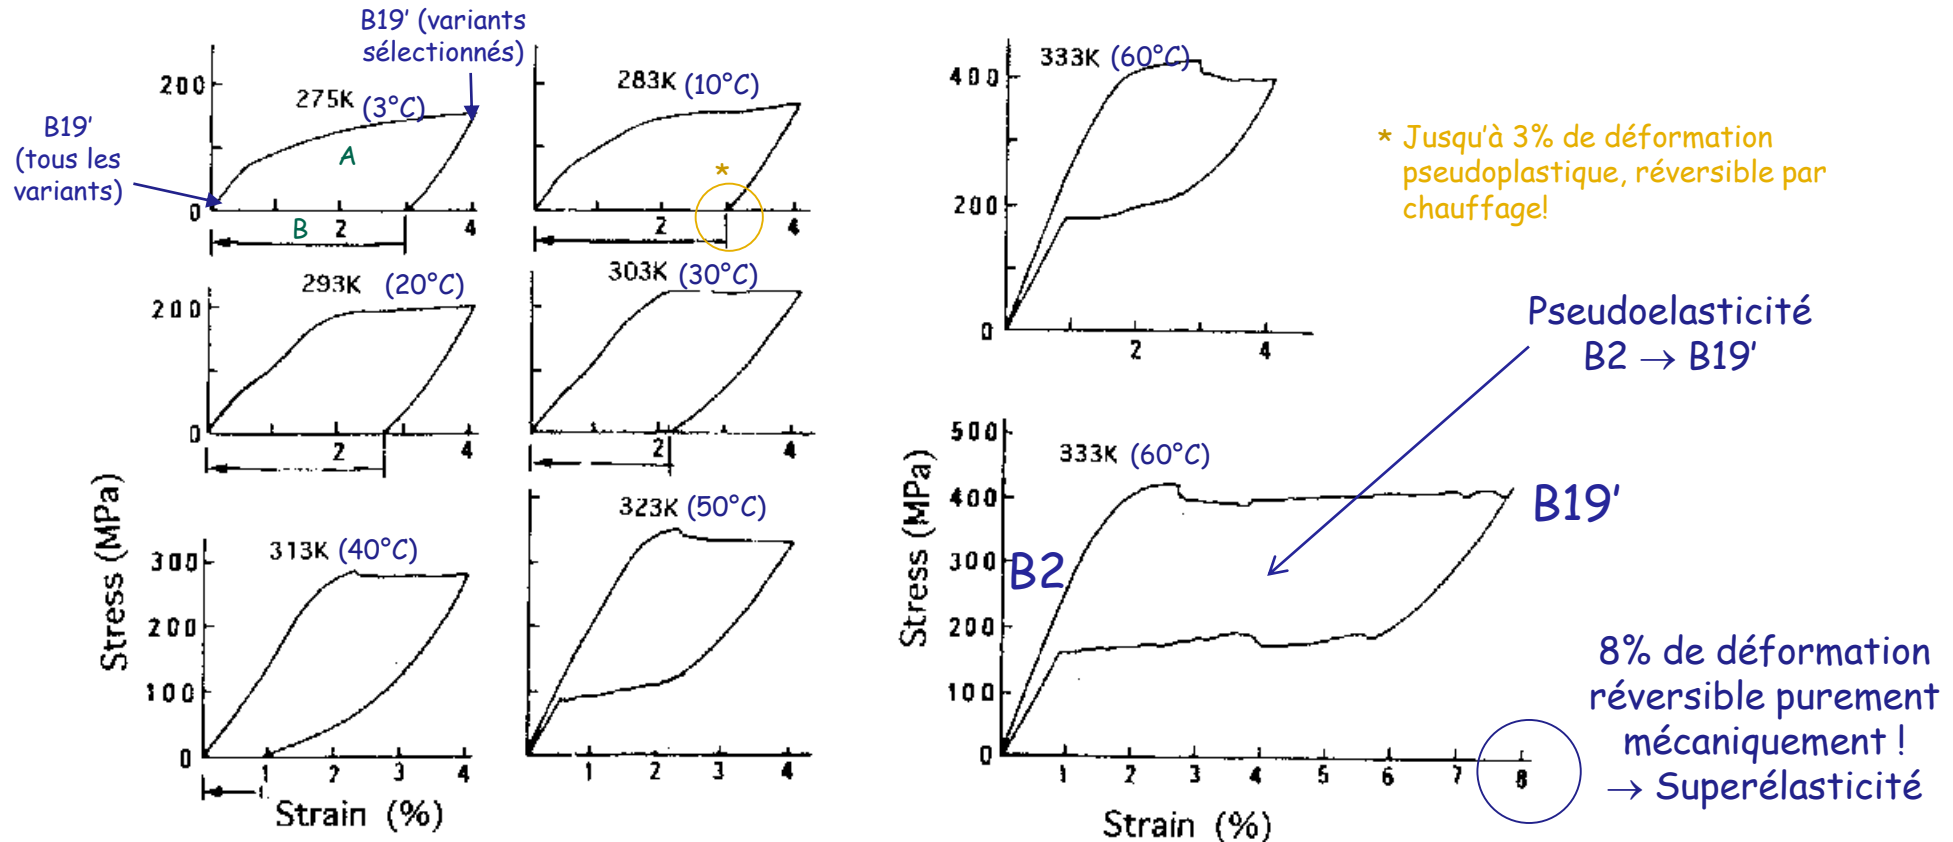 B19’ (variants
sélectionnés)
B19’
(tous les
variants)
200
0
275K (3°C)
A
B
2
4
283K (10°C)
*
2
4
333K (60°C)
400
200
0
2
4
* Jusqu'à 3% de déformation
pseudoplastique, réversible par
chauffage!
293K (20°C)
200
0
2
4
303K (30°C)
2
4
Pseudoelasticité
B2 → B19’
313K (40°C)
300
200
100
0
1
2
3
4
323K (50°C)
1
2
3
4
Stress (MPa)
Strain (%)
333K (60°C)
500
400
300
200
100
0
B2
B19’
1
2
3
4
5
6
7
8
Stress (MPa)
Strain (%)
8% de déformation
réversible purement
mécaniquement !
→ Superélasticité